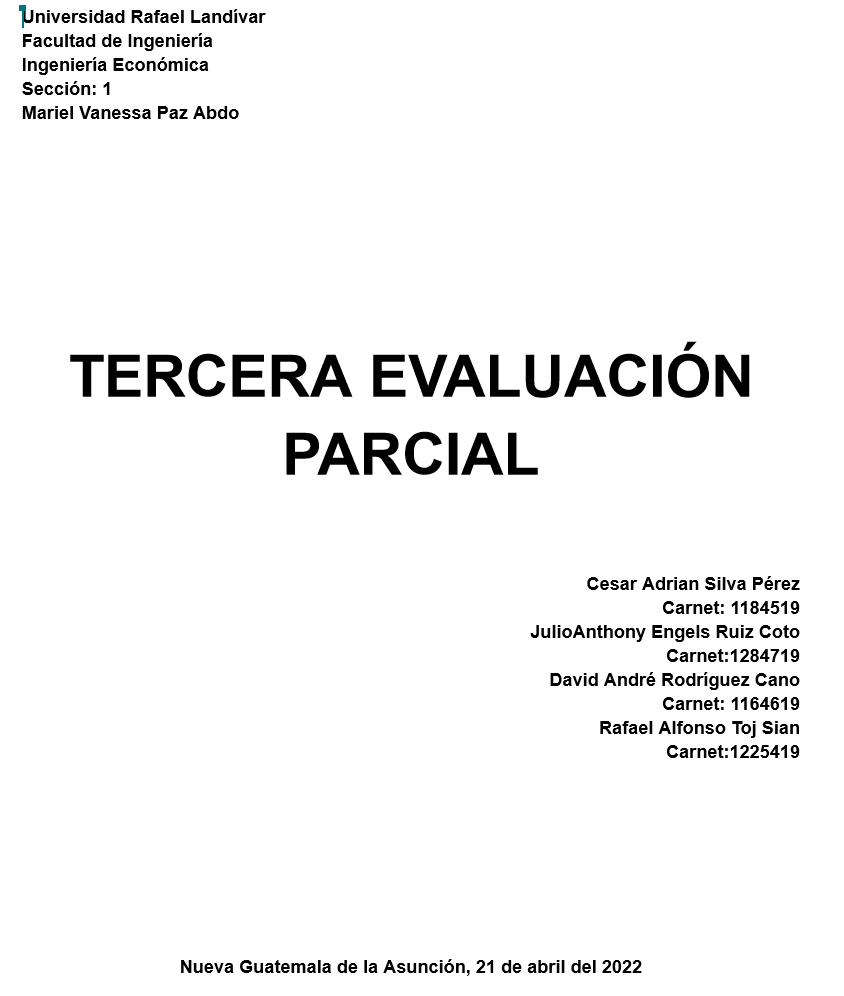 Universidad Rafael Landívar
Facultad de Ingeniería
Ingeniería Económica
Sección: 1
Mariel Vanessa Paz Abdo
TERCERA EVALUACIÓN
PARCIAL
Cesar Adrian Silva Pérez
Carnet: 1184519
JulioAnthony Engels Ruiz Coto
Carnet:1284719
David André Rodríguez Cano
Carnet: 1164619
Rafael Alfonso Toj Sian
Carnet:1225419
Nueva Guatemala de la Asunción, 21 de abril del 2022